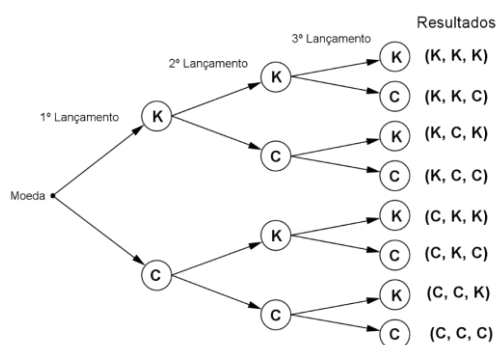 Resultados
3º Lançamento
K (K, K, K)
2º Lançamento
K
C (K, K, C)
1º Lançamento
K
K (K, C, K)
C
C (K, C, C)
Moeda
K (C, K, K)
K
C (C, K, C)
C
K (C, C, K)
C
C (C, C, C)